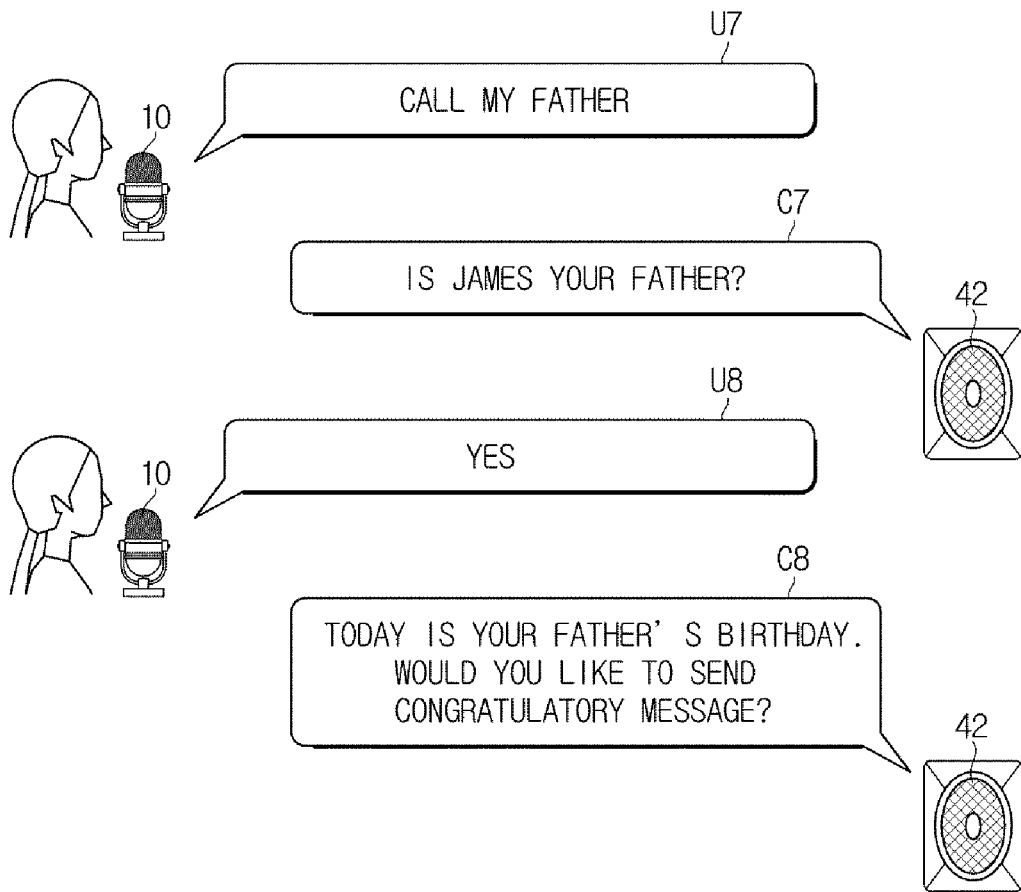 U7
CALL MY FATHER
10
C7
IS JAMES YOUR FATHER?
42
U8
YES
10
C8
TODAY IS YOUR FATHER' S BIRTHDAY.
WOULD YOU LIKE TO SEND
CONGRATULATORY MESSAGE?
42